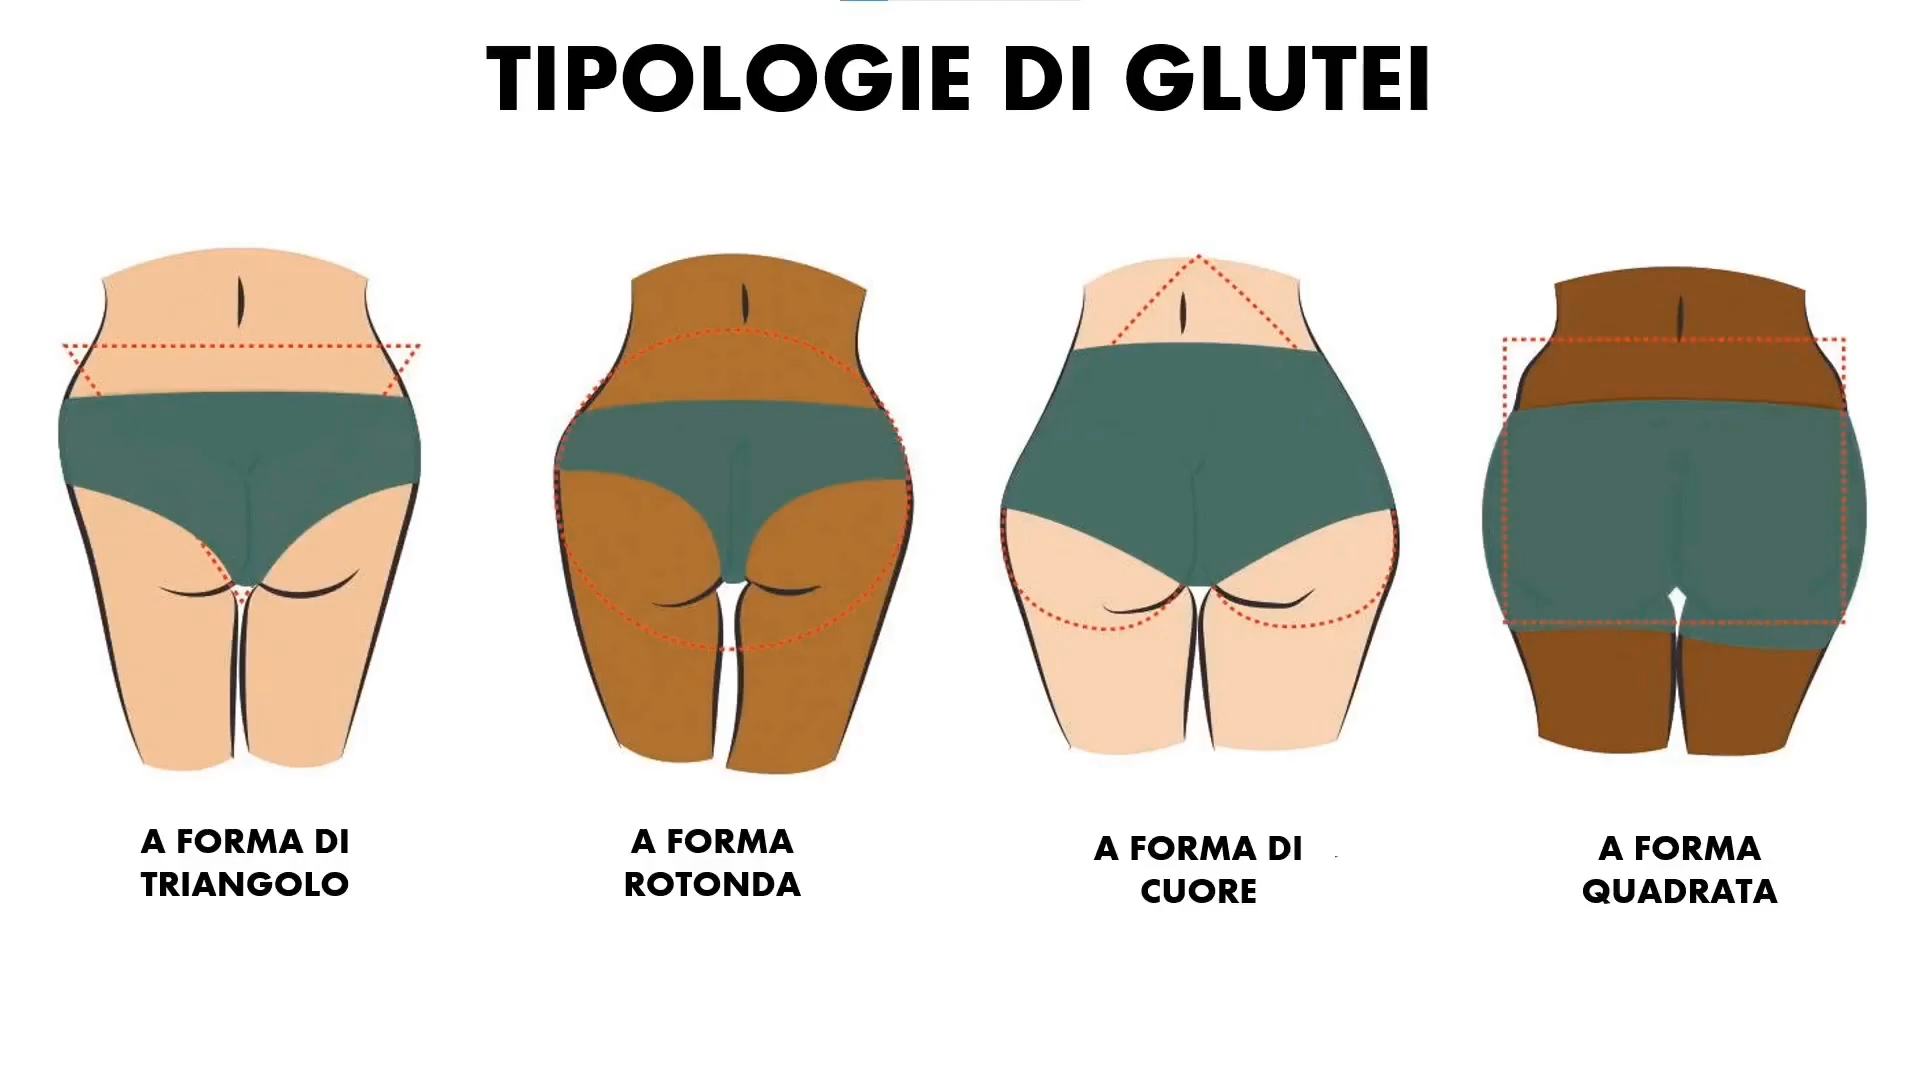 TIPOLOGIE DI GLUTEI
A FORMA DI
TRIANGOLO
A FORMA
ROTONDA
A FORMA DI
CUORE
A FORMA
QUADRATA